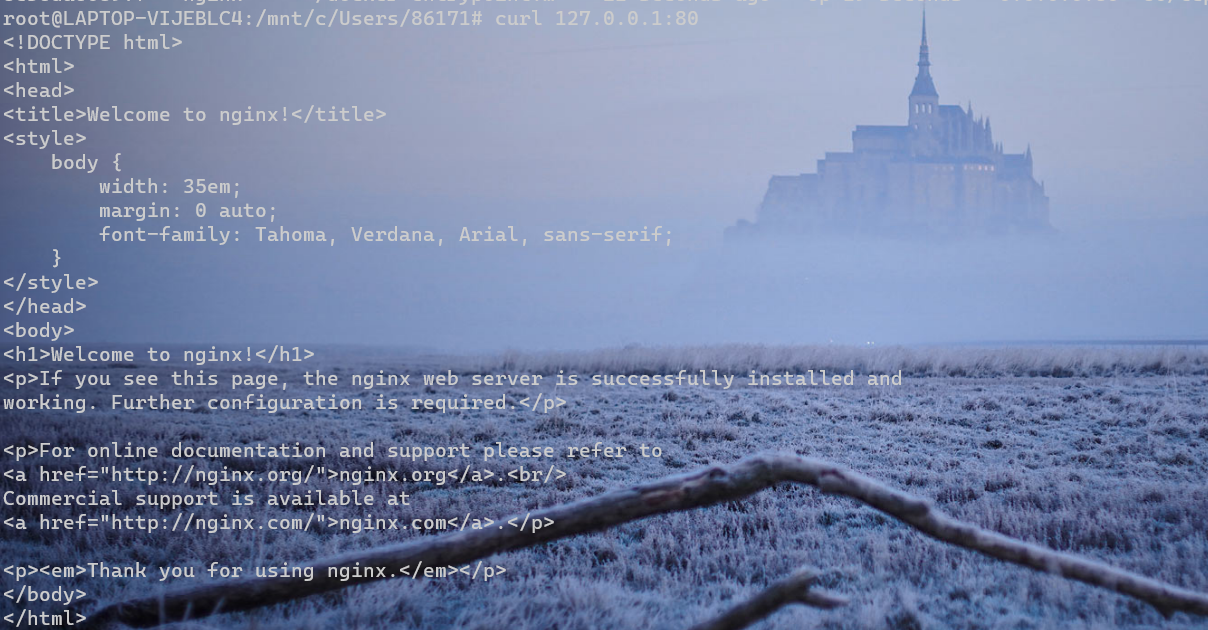 root@LAPTOP-VIJEBLC4:/mnt/c/Users/86171# curl 127.0.0.1:80
<!DOCTYPE html>
<html>
<head>
<title>Welcome to nginx!</title>
<style>
    body {
        width: 35em;
        margin: 0 auto;
        font-family: Tahoma, Verdana, Arial, sans-serif;
    }
</style>
</head>
<body>
<h1>Welcome to nginx!</h1>
<p>If you see this page, the nginx web server is successfully installed and
working. Further configuration is required.</p>

<p>For online documentation and support please refer to
<a href="http://nginx.org/">nginx.org</a>.<br/>
Commercial support is available at
<a href="http://nginx.com/">nginx.com</a>.</p>

<p><em>Thank you for using nginx.</em></p>
</body>
</html>